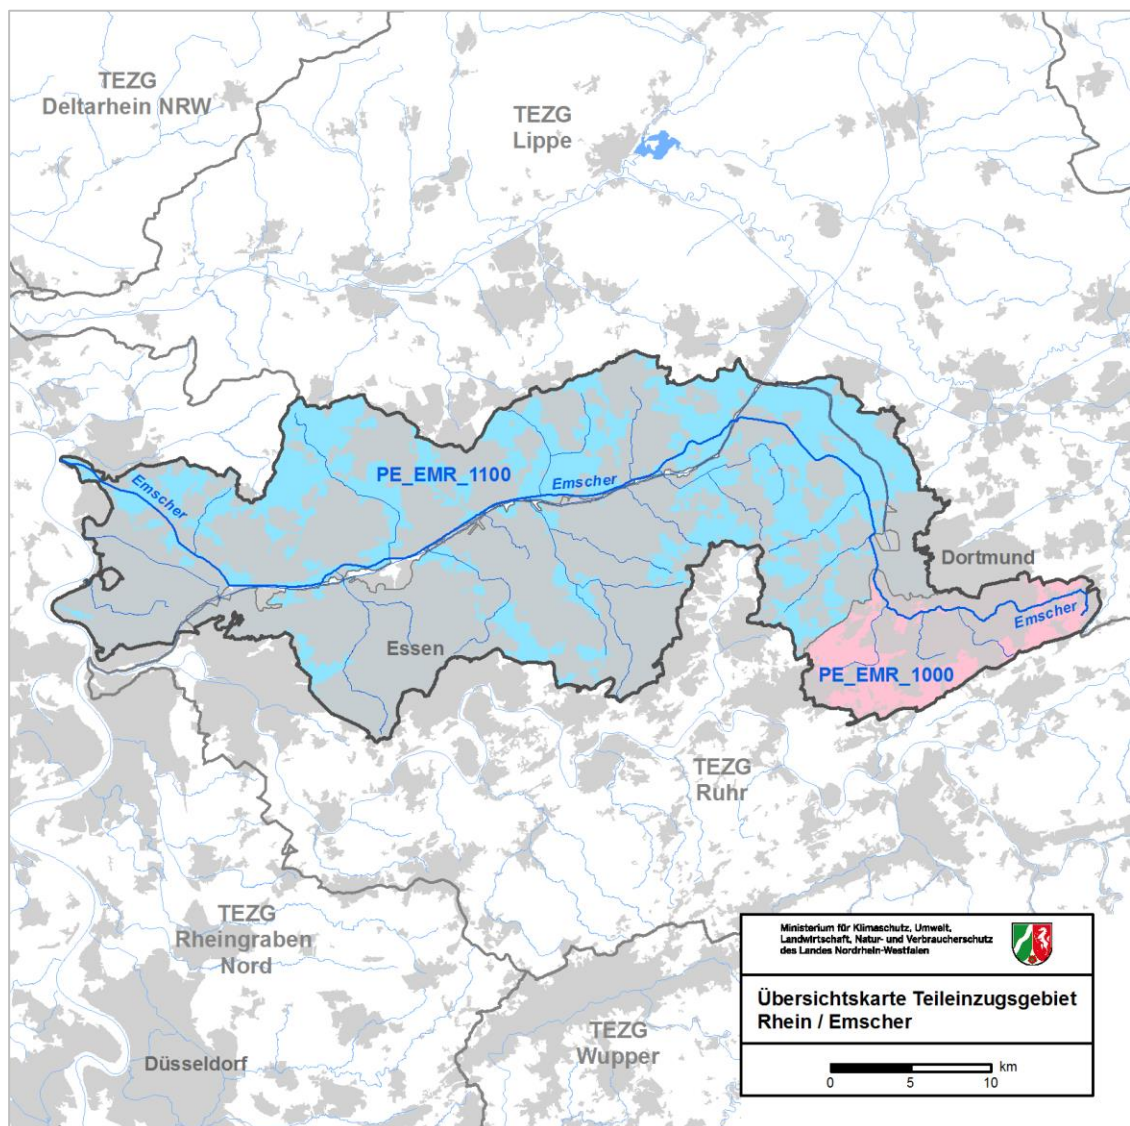 TEZG
Deltarhein NRW
TEZG
Lippe
PE_EMR_1100
Emscher
Emscher
Dortmund
Emscher
Essen
PE_EMR_1000
TEZG
Ruhr
TEZG
Rheingraben
Nord
TEZG
Wupper
Düsseldorf
Ministerium für Klimaschutz, Umwelt,
Landwirtschaft, Natur- und Verbraucherschutz
des Landes Nordrhein-Westfalen
Übersichtskarte Teileinzugsgebiet
Rhein / Emscher
km
0 5 10